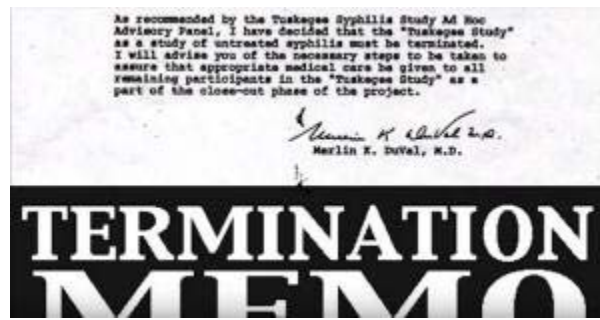 As recommended by the Tuskegee Syphilis Study Ad Hoc
Advisory Panel, I have decided that the "Tuskegee Study"
as a study of untreated syphilis must be terminated.
I will advise you of the necessary steps to be taken to
assure that appropriate medical care be given to all
remaining participants in the "Tuskegee Study" as a
part of the close-out phase of the project.
Merlin K DuVal M.D.
Merlin K. DuVal, M.D.
TERMINATION
MEMO